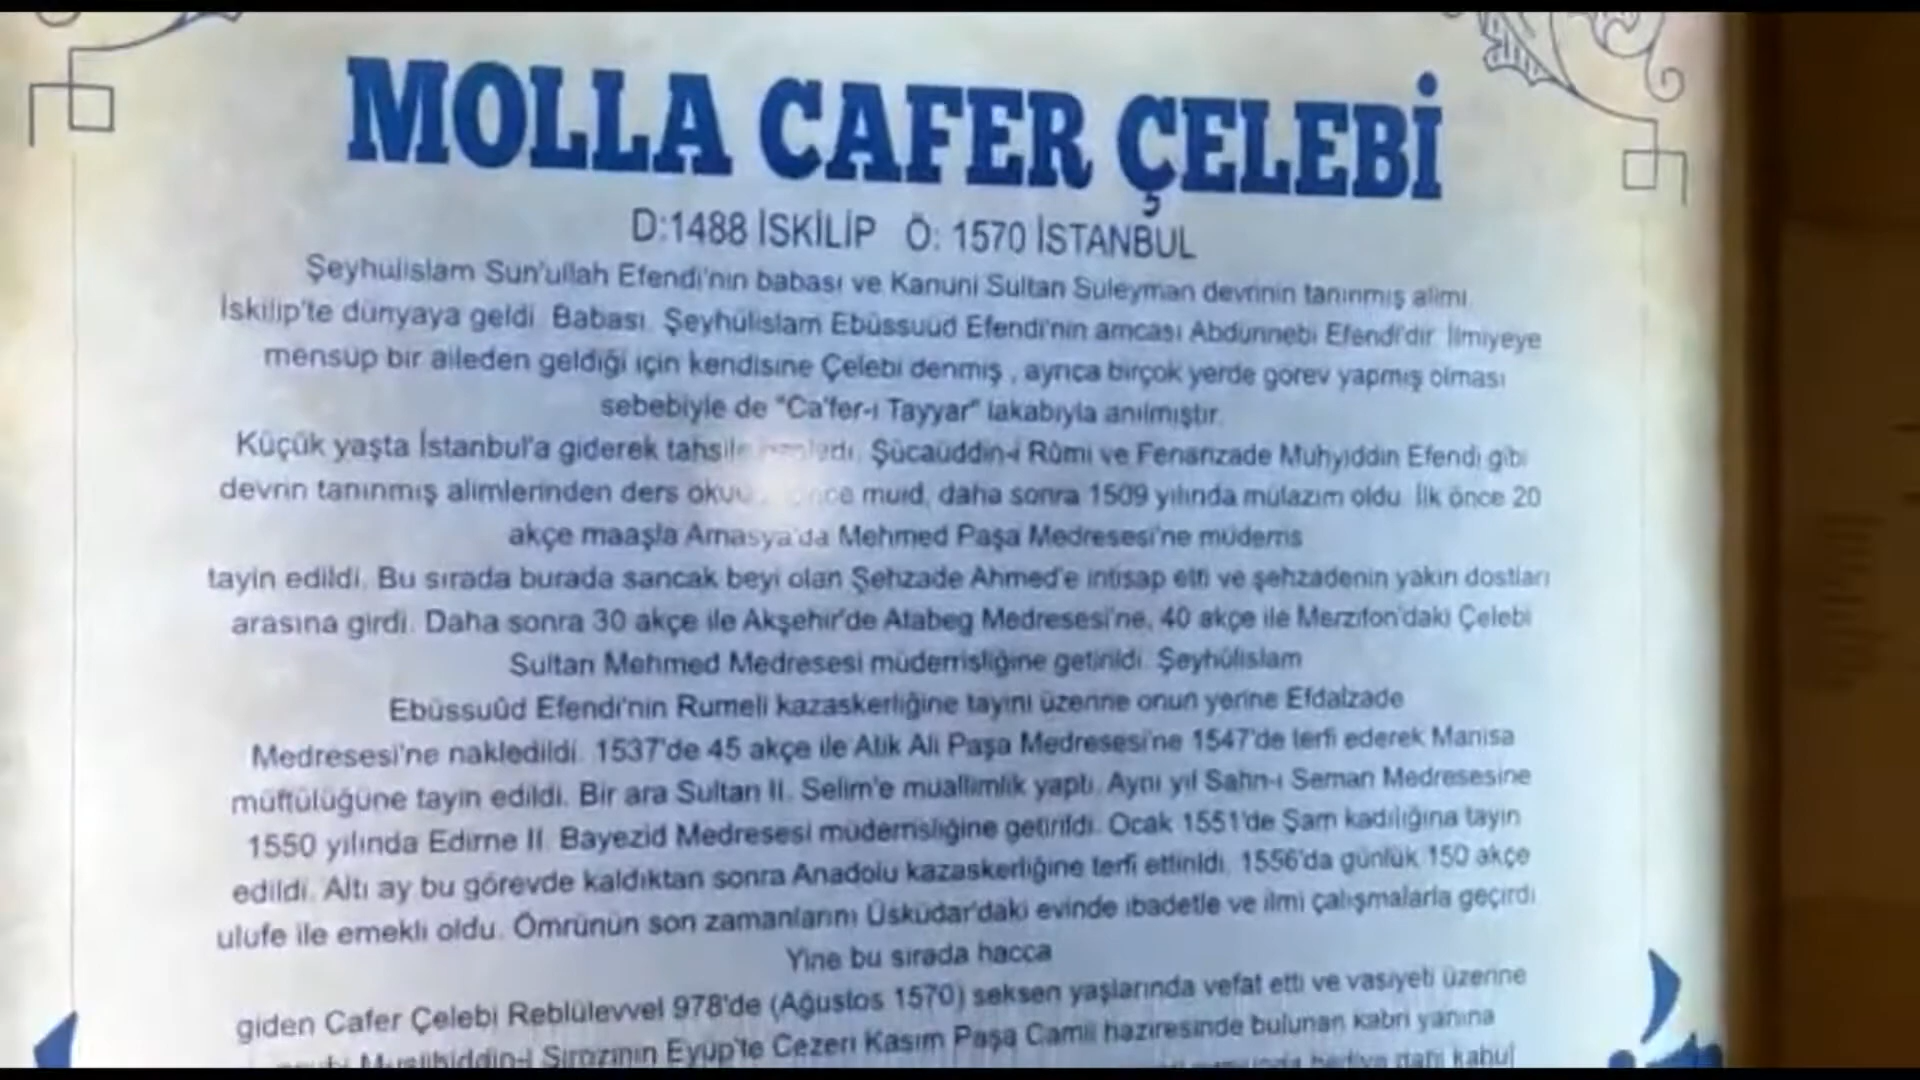 MOLLA CAFER ÇELEBİ
D:1488 İSKİLİP Ö: 1570 İSTANBUL
Şeyhulislam Sun'ullah Efendi'nin babası ve Kanuni Sultan Suleyman devrinin tanınmış alimi.
İskilip'te dünyaya geldi. Babası, Şeyhülislam Ebüssuud Efendi'nin amcası Abdunnebi Efendi'dir. İlmiyeye
mensup bir aileden geldiği için kendisine Çelebi denmiş , ayrıca birçok yerde görev yapmış olması
sebebiyle de "Ca'fer-ı Tayyar" lakabıyla anılmıştır.
Küçük yaşta İstanbul'a giderek Şücaüddin-i Rûmi ve Fenarizade Muhyiddin Efendi gibi
devrin tanınmış alimlerinden ders muid, daha sonra 1509 yılında mülazım oldu. İlk önce 20
akçe maaşla Amasya'da Mehmed Paşa Medresesi'ne müderris
tayin edildi. Bu sırada burada sancak beyi olan Şehzade Ahmed'e intisap etti ve şehzadenin yakın dostları
arasına girdi. Daha sonra 30 akçe ile Akşehir'de Atabeg Medresesi'ne, 40 akçe ile Merzifon'daki Çelebi
Sultan Mehmed Medresesi müderrisliğine getirildi. Şeyhülislam
Ebüssuûd Efendi'nin Rumeli kazaskerliğine tayini üzerine onun yerine Efdalzade
Medresesi'ne nakledildi. 1537'de 45 akçe ile Atik Ali Paşa Medresesi'ne 1547'de terfi ederek Manisa
müftülüğüne tayin edildi. Bir ara Sultan II. Selim'e muallimlik yaptı. Aynı yıl Sahn-ı Seman Medresesine
1550 yılında Edirne II. Bayezid Medresesi müderrisliğine getirildi. Ocak 1551'de Şam kadılığına tayin
edildi. Altı ay bu görevde kaldıktan sonra Anadolu kazaskerliğine terfi ettirildi. 1556'da günlük 150 akçe
ulufe ile emekli oldu. Ömrünün son zamanlarını Üsküdar'daki evinde ibadetle ve ilmi çalışmalarla geçirdi.
Yine bu sırada hacca
giden Cafer Çelebi Reblülevvel 978'de (Ağustos 1570) seksen yaşlarında vefat etti ve vasiyeti üzerine
Muslihiddin-i Sirozinin Eyüp'te Cezeri Kasım Paşa Camii haziresinde bulunan kabri yanına
hediye dahi kabul